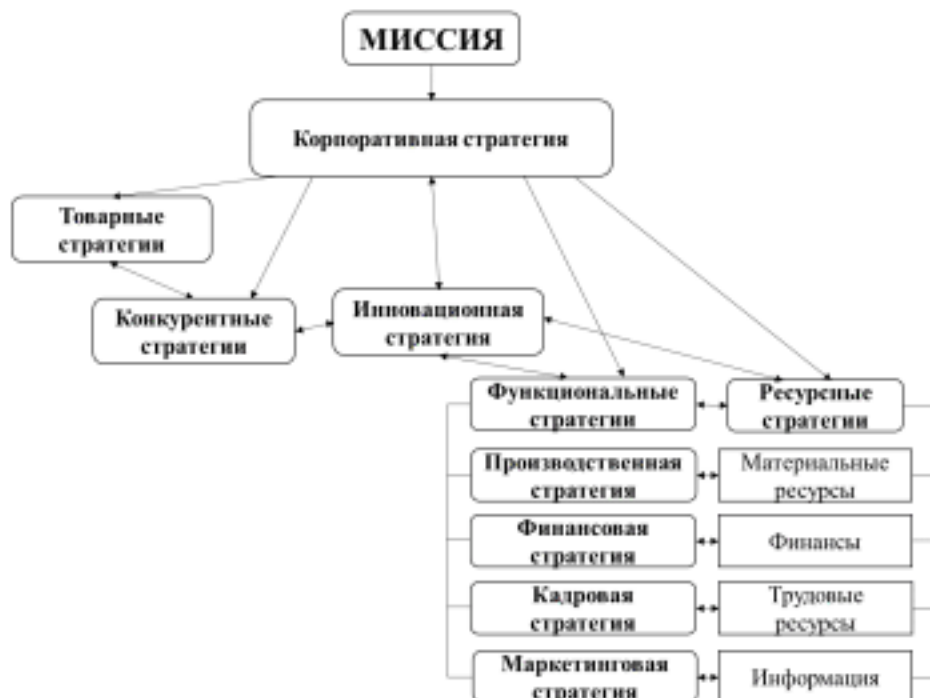 МИССИЯ
Корпоративная стратегия
Товарные
стратегии
Конкурентные
стратегии
Инновационная
стратегия
Функциональные
стратегии
Ресурсные
стратегии
Производственная
стратегия
Материальные
ресурсы
Финансовая
стратегия
Финансы
Кадровая
стратегия
Трудовые
ресурсы
Маркетинговая
стратегия
Информация